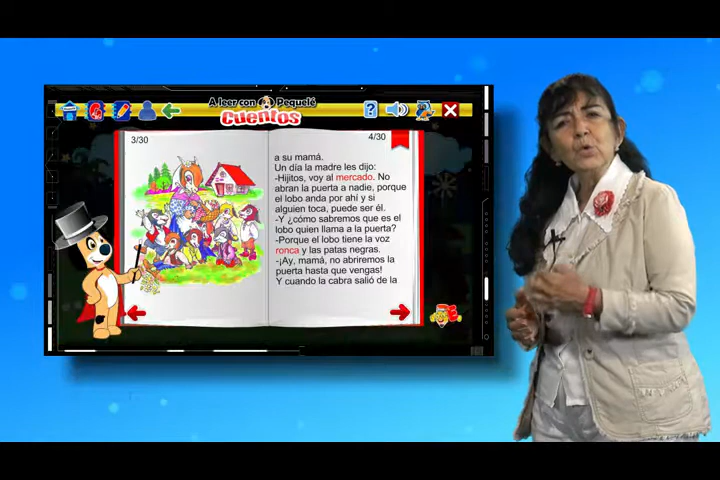 A leer con Pequelé
Cuentos
3/30
4/30
a su mamá.
Un día la madre les dijo:
-Hijitos, voy al mercado. No
abran la puerta a nadie, porque
el lobo anda por ahí y si
alguien toca, puede ser él.
-Y ¿cómo sabremos que es el
lobo quien llama a la puerta?
-Porque el lobo tiene la voz
ronca y las patas negras.
-¡Ay, mamá, no abriremos la
puerta hasta que vengas!
Y cuando la cabra salió de la